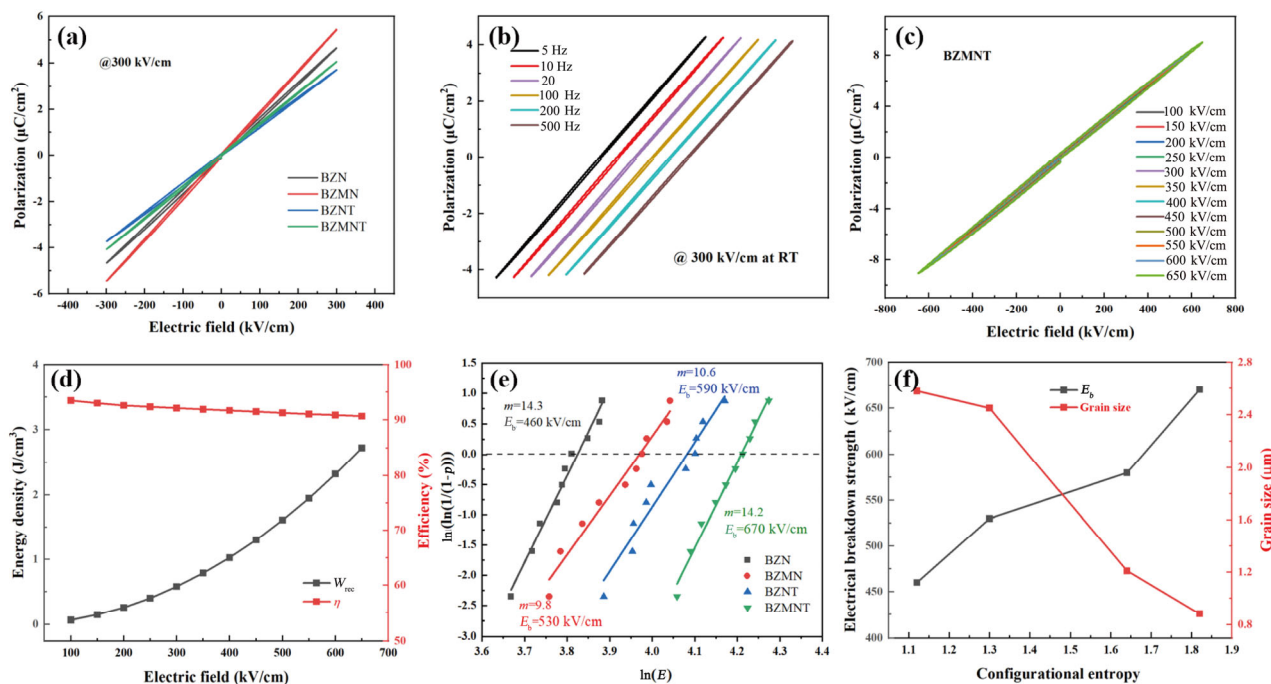 (a)
@300 kV/cm
Polarization (μC/cm²)
6
4
2
0
-2
-4
6
BZN
BZMN
BZNT
BZMNT
-400 -300 -200 -100 0 100 200 300 400
Electric field (kV/cm)
(b)
5 Hz
10 Hz
20
100 Hz
200 Hz
500 Hz
Polarization (μC/cm²)
4
2
0
-2
-4
@ 300 kV/cm at RT
(c)
BZMNT
Polarization (μC/cm²)
8
4
0
-4
-8
100 kV/cm
150 kV/cm
200 kV/cm
250 kV/cm
300 kV/cm
350 kV/cm
400 kV/cm
450 kV/cm
500 kV/cm
550 kV/cm
600 kV/cm
650 kV/cm
-800 -600 -400 -200 0 200 400 600 800
Electric field (kV/cm)
(d)
Energy density (J/cm³)
4
3
2
1
0
W_rec
η
100
90
80
70
60
50
Efficiency (%)
100 200 300 400 500 600 700
Electric field (kV/cm)
(e)
ln(ln(1/(1-p)))
1.5
1.0
0.5
0.0
-0.5
-1.0
-1.5
-2.0
-2.5
-3.0
m=14.3
E_b=460 kV/cm
m=10.6
E_b=590 kV/cm
m=14.2
E_b=670 kV/cm
m=9.8
E_b=530 kV/cm
BZN
BZMN
BZNT
BZMNT
3.6 3.7 3.8 3.9 4.0 4.1 4.2 4.3 4.4
ln(E)
(f)
Electrical breakdown strength ( kV/cm)
700
650
600
550
500
450
400
E_b
Grain size
2.8
2.4
2.0
1.6
1.2
0.8
Grain size (μm)
1.1 1.2 1.3 1.4 1.5 1.6 1.7 1.8 1.9
Configurational entropy